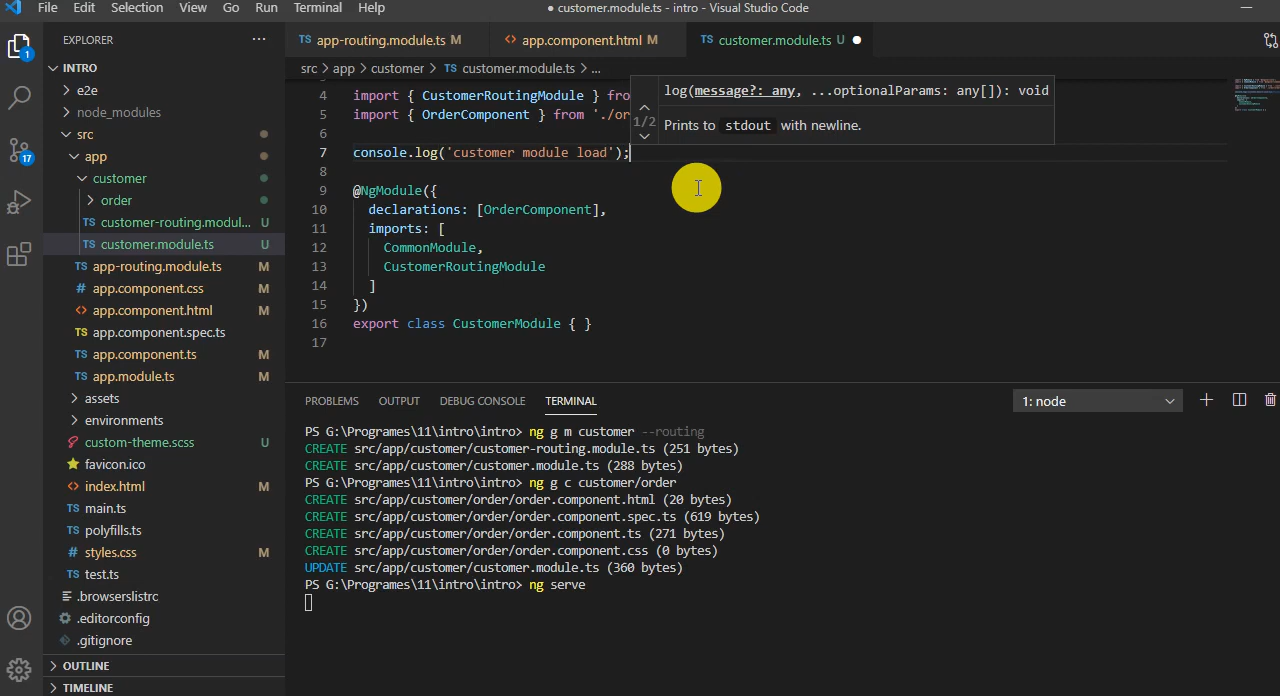 File Edit Selection View Go Run Terminal Help
● customer.module.ts - intro - Visual Studio Code
EXPLORER ...
TS app-routing.module.ts M
<> app.component.html M
TS customer.module.ts U ●
src > app > customer > TS customer.module.ts > ...
INTRO
e2e
node_modules
src
app
customer
order
TS customer-routing.modul... U
TS customer.module.ts U
TS app-routing.module.ts M
# app.component.css M
<> app.component.html M
TS app.component.spec.ts
TS app.component.ts M
TS app.module.ts M
assets
environments
custom-theme.scss U
favicon.ico
<> index.html M
TS main.ts
TS polyfills.ts
# styles.css M
TS test.ts
.browserslistrc
.editorconfig
.gitignore
OUTLINE
TIMELINE
1
17
4 import { CustomerRoutingModule } fro
5 import { OrderComponent } from './or
6
7 console.log('customer module load');
8
9 @NgModule({
10 declarations: [OrderComponent],
11 imports: [
12 CommonModule,
13 CustomerRoutingModule
14 ]
15 })
16 export class CustomerModule { }
17
log(message?: any, ...optionalParams: any[]): void
1/2
Prints to stdout with newline.
PROBLEMS OUTPUT DEBUG CONSOLE TERMINAL
1: node
PS G:\Programes\11\intro\intro> ng g m customer --routing
CREATE src/app/customer/customer-routing.module.ts (251 bytes)
CREATE src/app/customer/customer.module.ts (288 bytes)
PS G:\Programes\11\intro\intro> ng g c customer/order
CREATE src/app/customer/order/order.component.html (20 bytes)
CREATE src/app/customer/order/order.component.spec.ts (619 bytes)
CREATE src/app/customer/order/order.component.ts (271 bytes)
CREATE src/app/customer/order/order.component.css (0 bytes)
UPDATE src/app/customer/customer.module.ts (360 bytes)
PS G:\Programes\11\intro\intro> ng serve